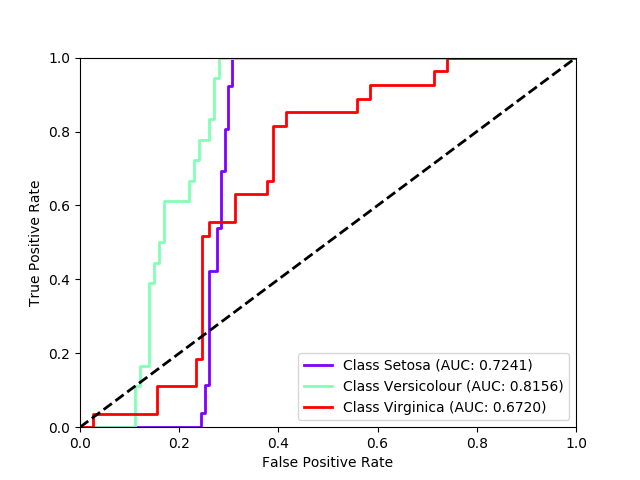 1.0
0.8
0.6
0.4
0.2
0.0
True Positive Rate
0.0 0.2 0.4 0.6 0.8 1.0
False Positive Rate
Class Setosa (AUC: 0.7241)
Class Versicolour (AUC: 0.8156)
Class Virginica (AUC: 0.6720)